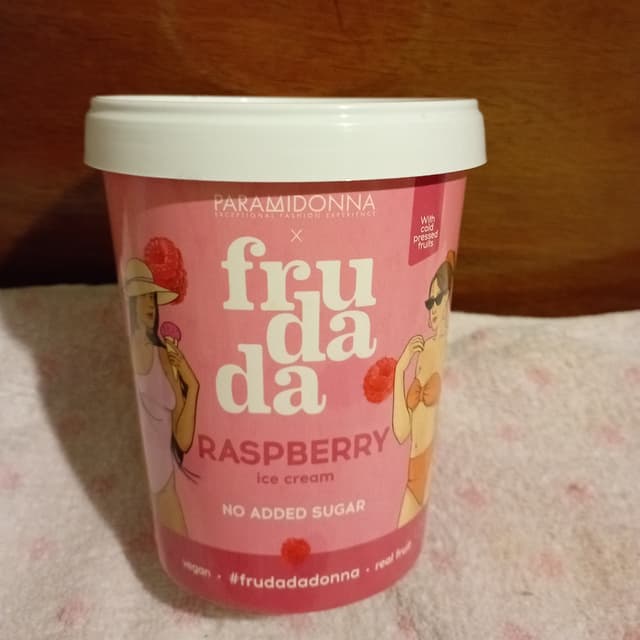 PARAMIDONNA
EXCEPTIONAL FASHION EXPERIENCE
×
With
cold
pressed
fruits
fru
da
da
RASPBERRY
ice cream
NO ADDED SUGAR
vegan · #frudadadonna · real fruit